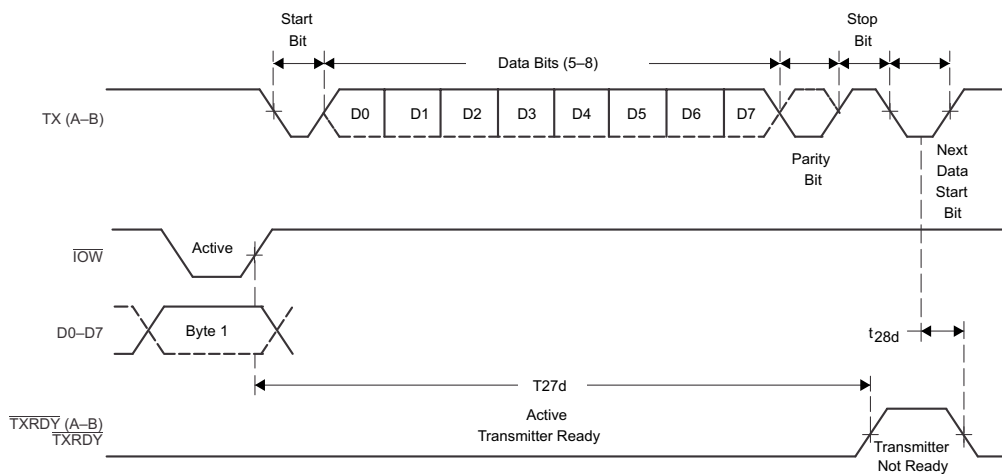 Start
Bit
Stop
Bit
Data Bits (5–8)
TX (A–B)
D0 D1 D2 D3 D4 D5 D6 D7
Parity
Bit
Next
Data
Start
Bit
IOW
Active
D0–D7
Byte 1
t28d
T27d
TXRDY (A–B)
TXRDY
Active
Transmitter Ready
Transmitter
Not Ready